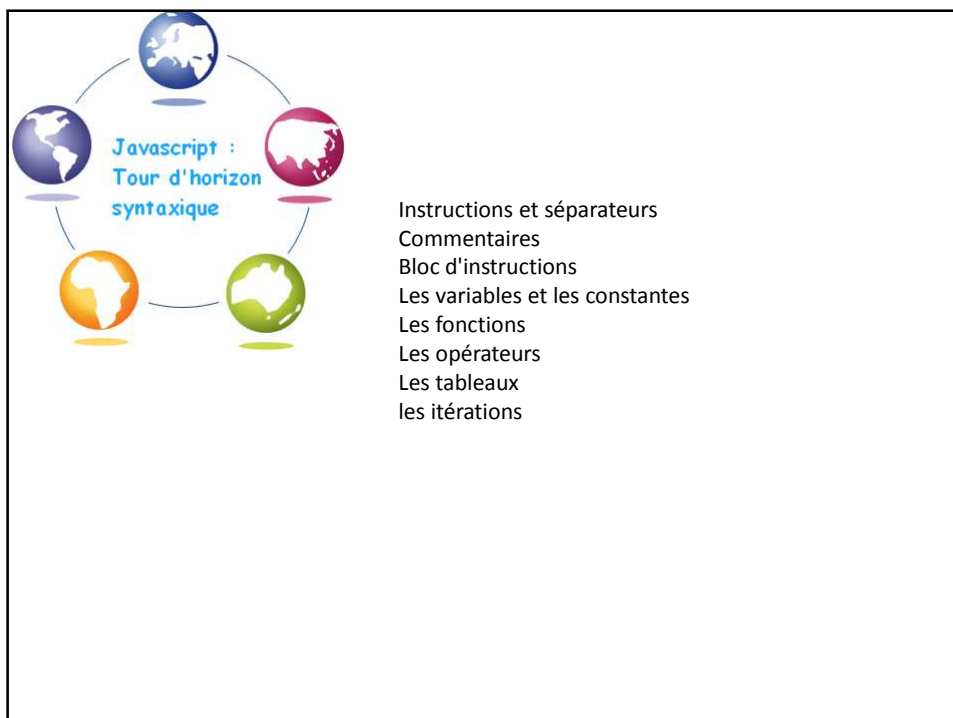 Javascript :
Tour d'horizon
syntaxique
Instructions et séparateurs
Commentaires
Bloc d'instructions
Les variables et les constantes
Les fonctions
Les opérateurs
Les tableaux
les itérations